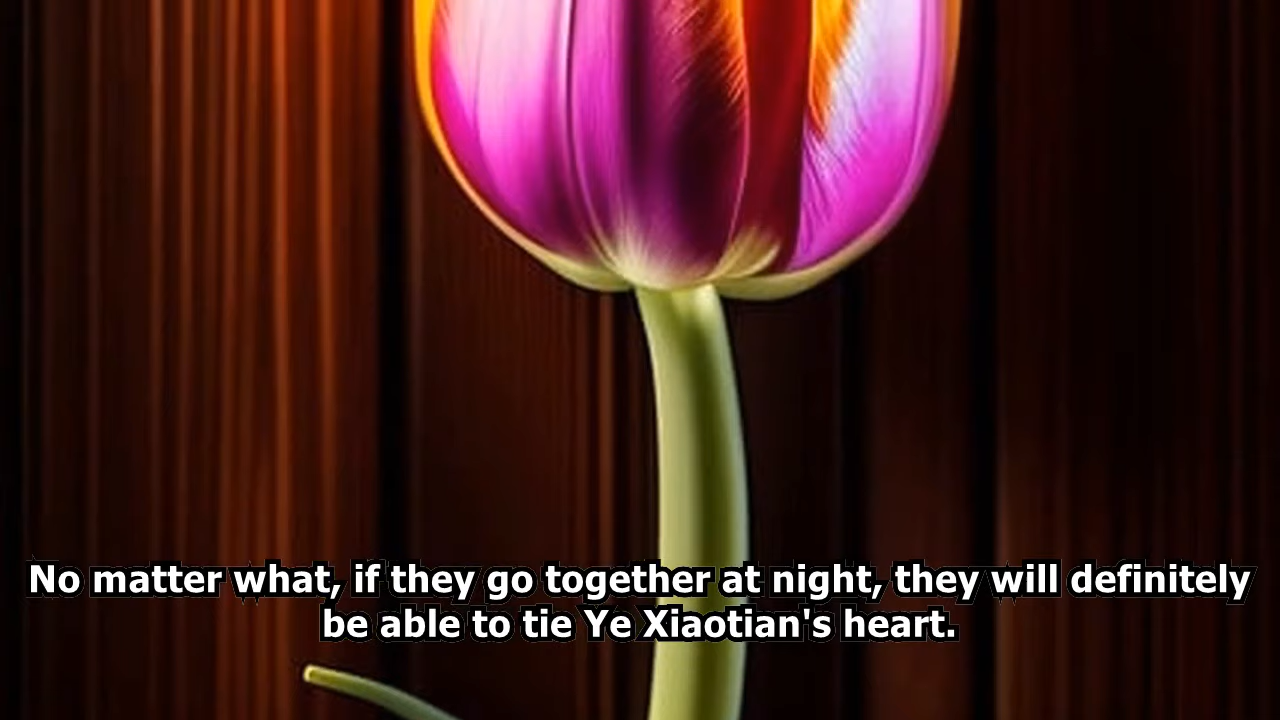 No matter what, if they go together at night, they will definitely
be able to tie Ye Xiaotian's heart.